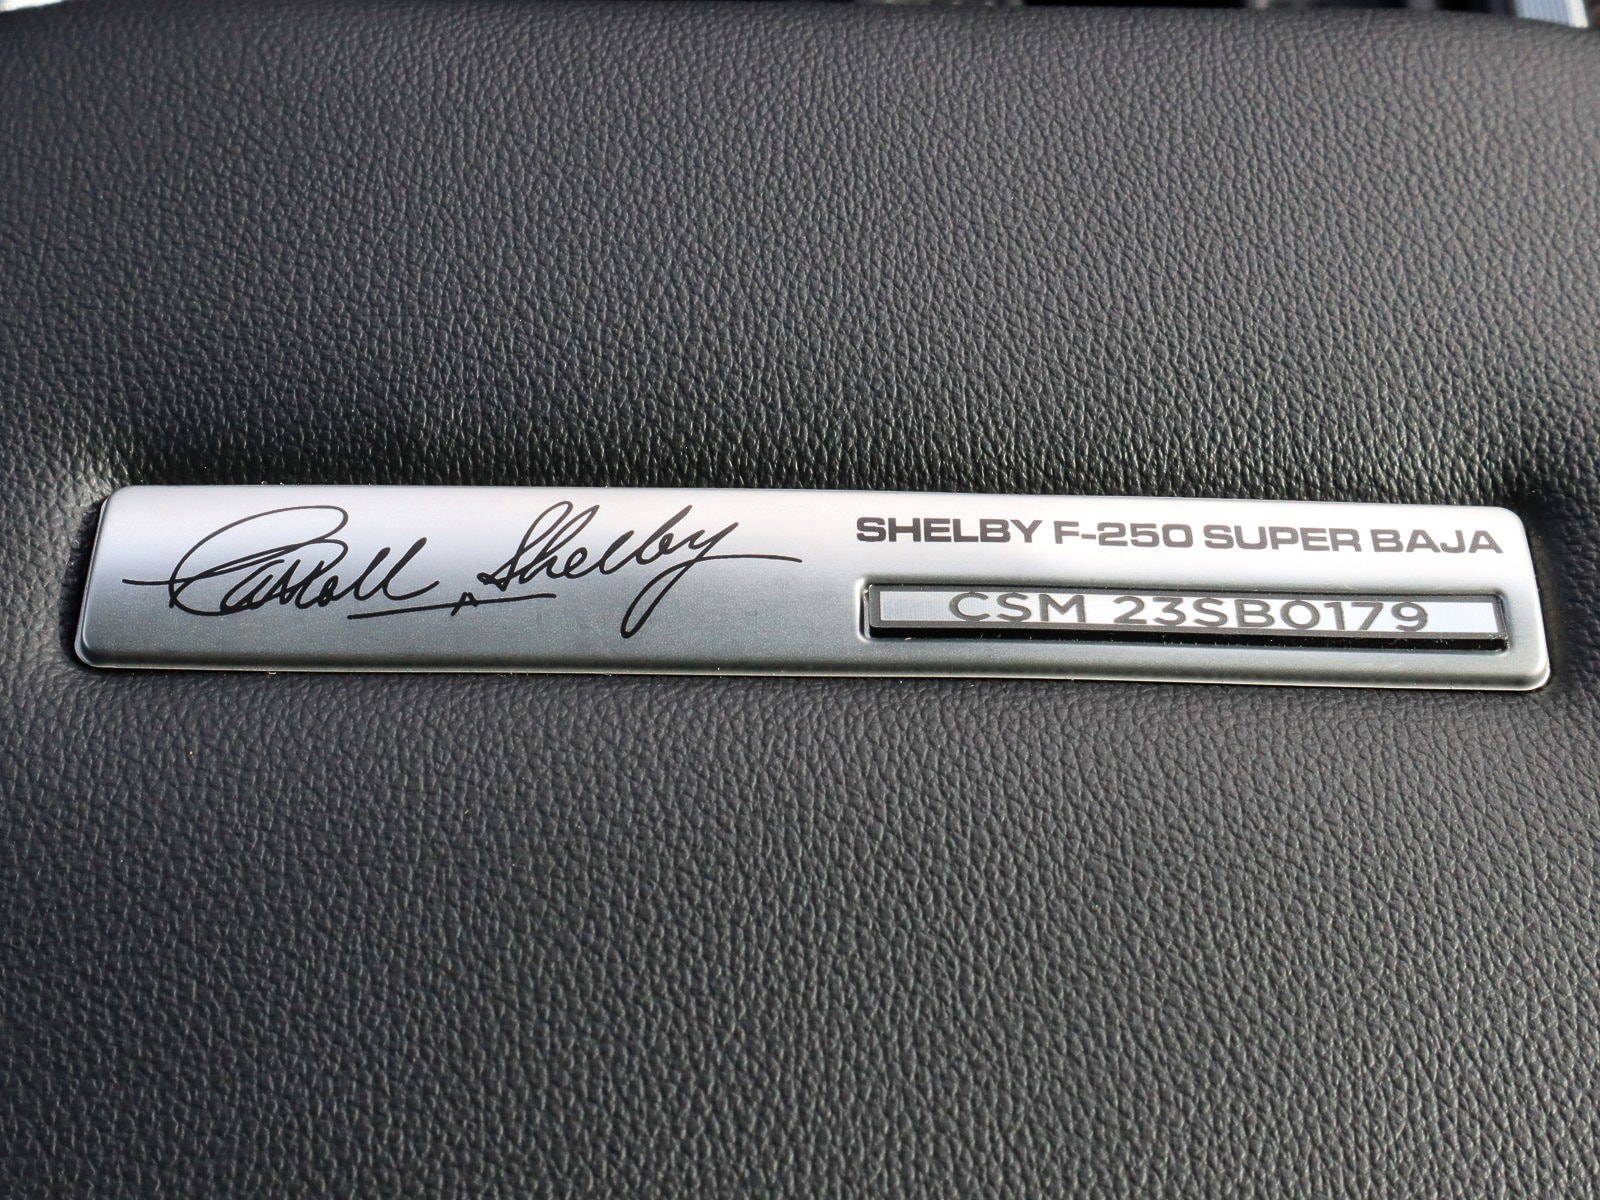 Carroll Shelby
SHELBY F-250 SUPER BAJA
CSM 23SB0179